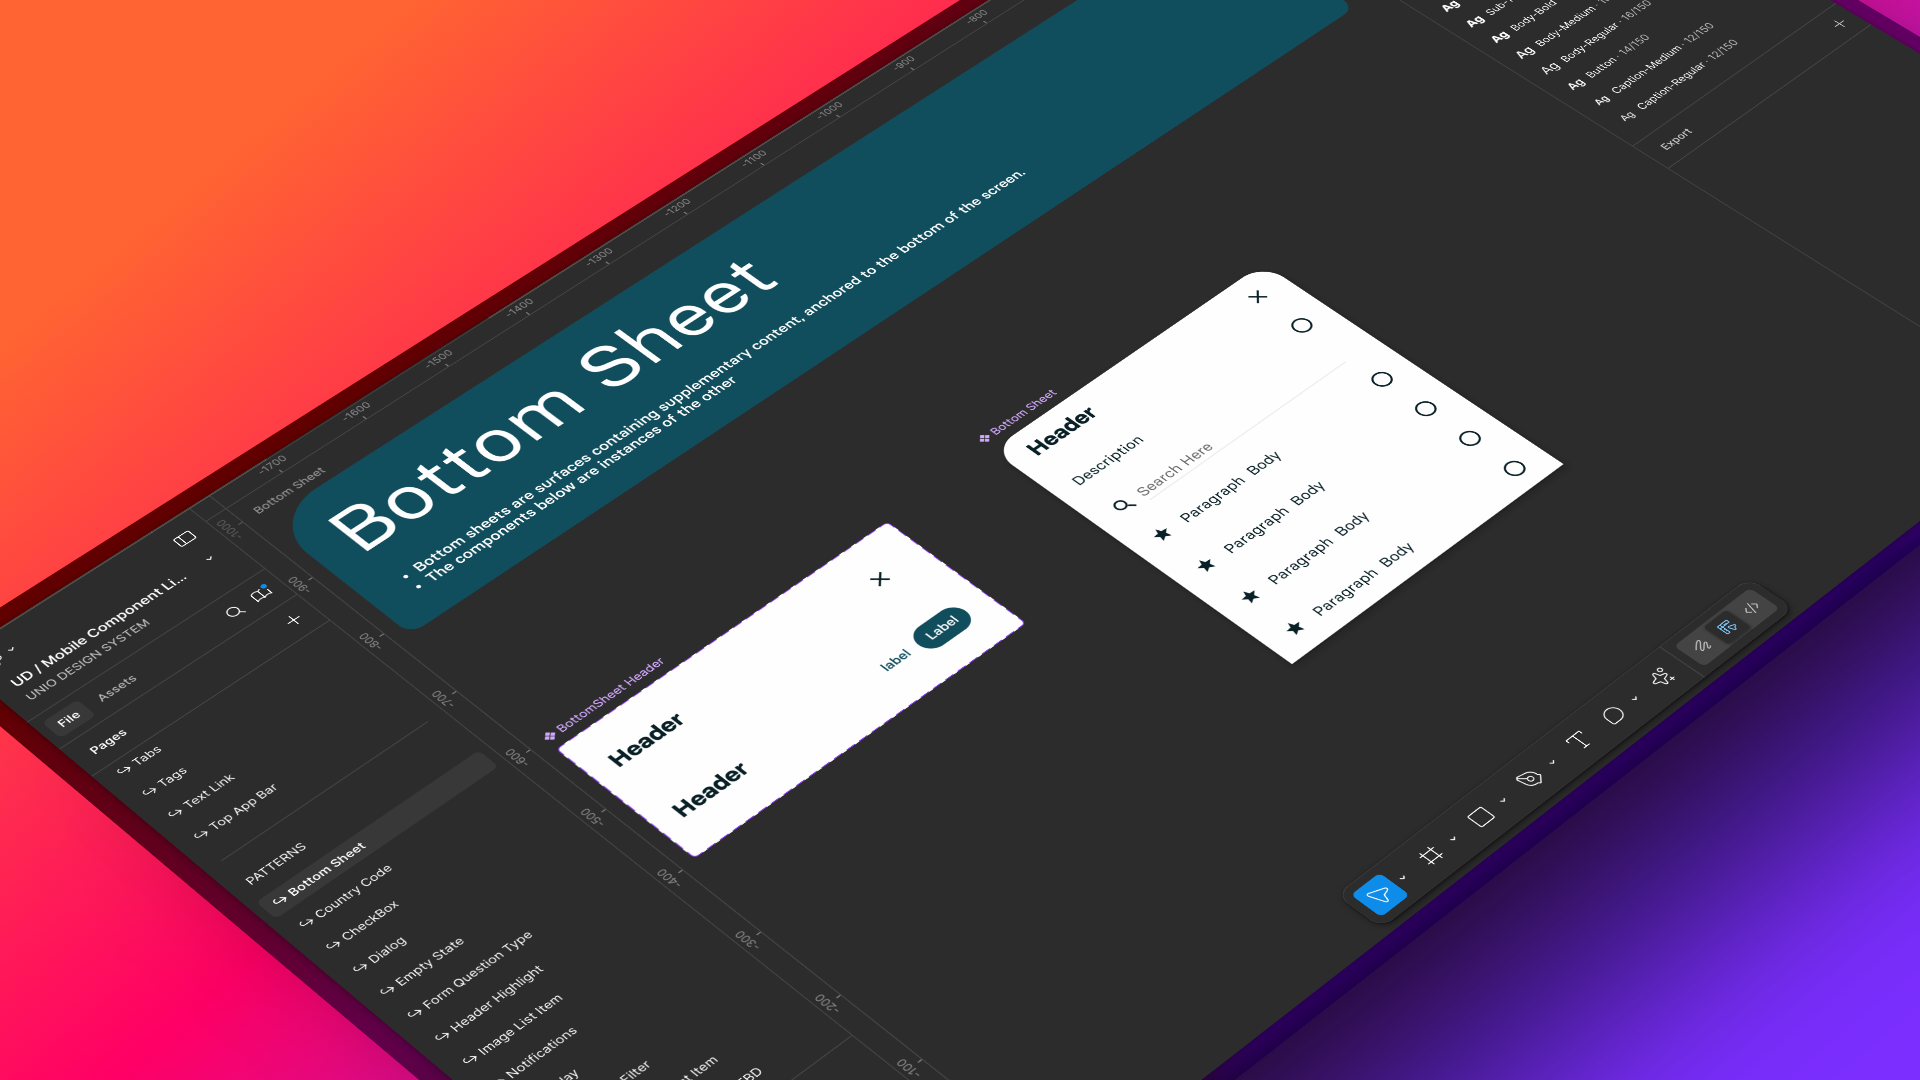 UD / Mobile Component Li...
UNIO DESIGN SYSTEM
File
Assets
Pages
Tabs
Tags
Text Link
Top App Bar
PATTERNS
Bottom Sheet
Country Code
CheckBox
Dialog
Empty State
Form Question Type
Header Highlight
Image List Item
Notifications
-1700
-1600
-1500
-1400
-1300
-1200
-1100
-1000
-900
-800
-1000
-900
-800
-700
-600
-500
-400
-300
-200
-100
Bottom Sheet
Bottom Sheet
• Bottom sheets are surfaces containing supplementary content, anchored to the bottom of the screen.
• The components below are instances of the other
BottomSheet Header
Header
Header
label
Label
Bottom Sheet
Header
Description
Search Here
Paragraph Body
Paragraph Body
Paragraph Body
Paragraph Body
Ag
Ag
Ag Body-Bold
Ag Body-Medium
Ag Body-Regular · 16/150
Ag Button · 14/150
Ag Caption-Medium · 12/150
Ag Caption-Regular · 12/150
Export